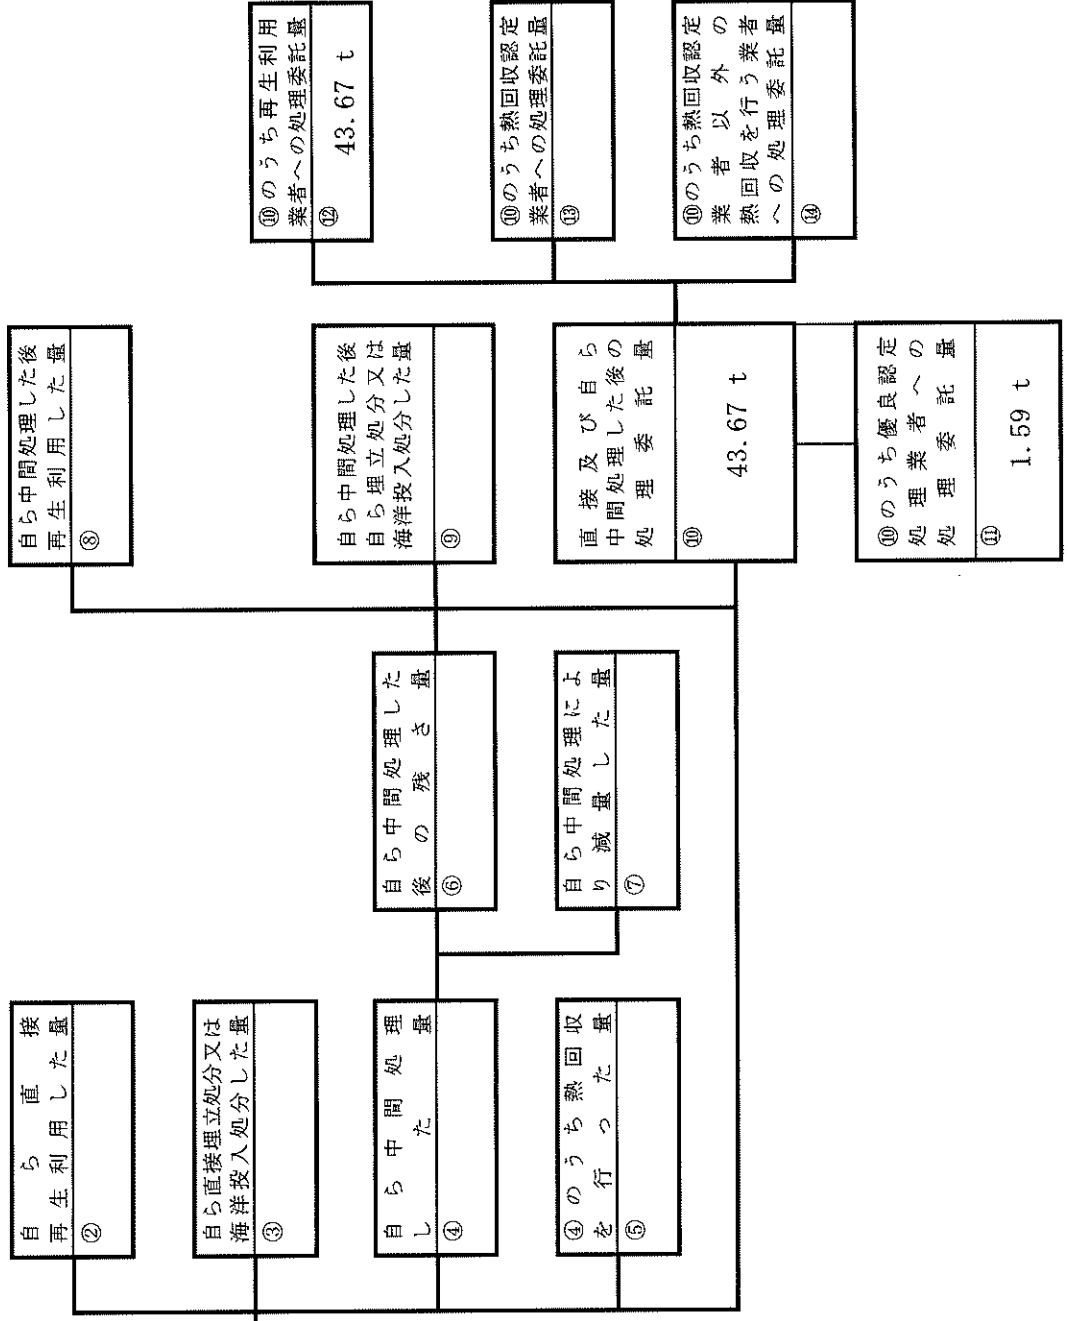 自ら直接
再生利用した量
②
自ら直接埋立処分又は
海洋投入処分した量
③
自ら中間処理
した量
④
④のうち熱回収
を行った量
⑤
自ら中間処理した
後の残さ量
⑥
自ら中間処理によ
り減量した量
⑦
自ら中間処理した後
再生利用した量
⑧
自ら中間処理した後
自ら埋立処分又は
海洋投入処分した量
⑨
直接及び自ら
中間処理した後の
処理委託量
⑩
43.67 t
⑩のうち優良認定
処理業者への
処理委託量
⑪
1.59 t
⑩のうち再生利用
業者への処理委託量
⑫
43.67 t
⑩のうち熱回収認定
業者への処理委託量
⑬
⑩のうち熱回収認定
業者以外の
熱回収を行う業者
への処理委託量
⑭